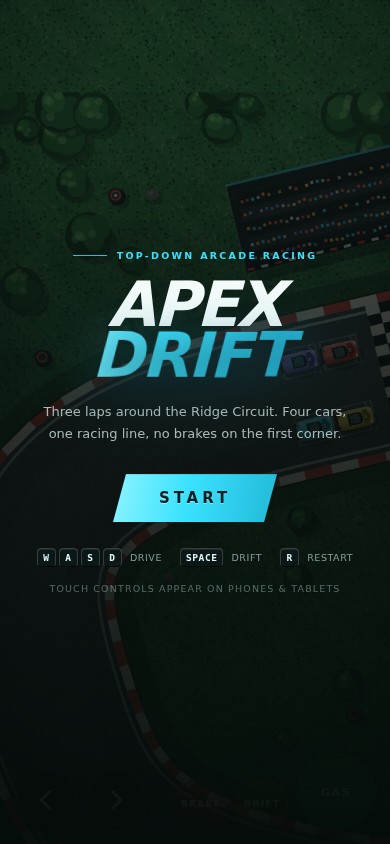 TOP-DOWN ARCADE RACING
APEX
DRIFT
Three laps around the Ridge Circuit. Four cars,
one racing line, no brakes on the first corner.
START
W A S D DRIVE SPACE DRIFT R RESTART
TOUCH CONTROLS APPEAR ON PHONES & TABLETS
BRAKE DRIFT GAS